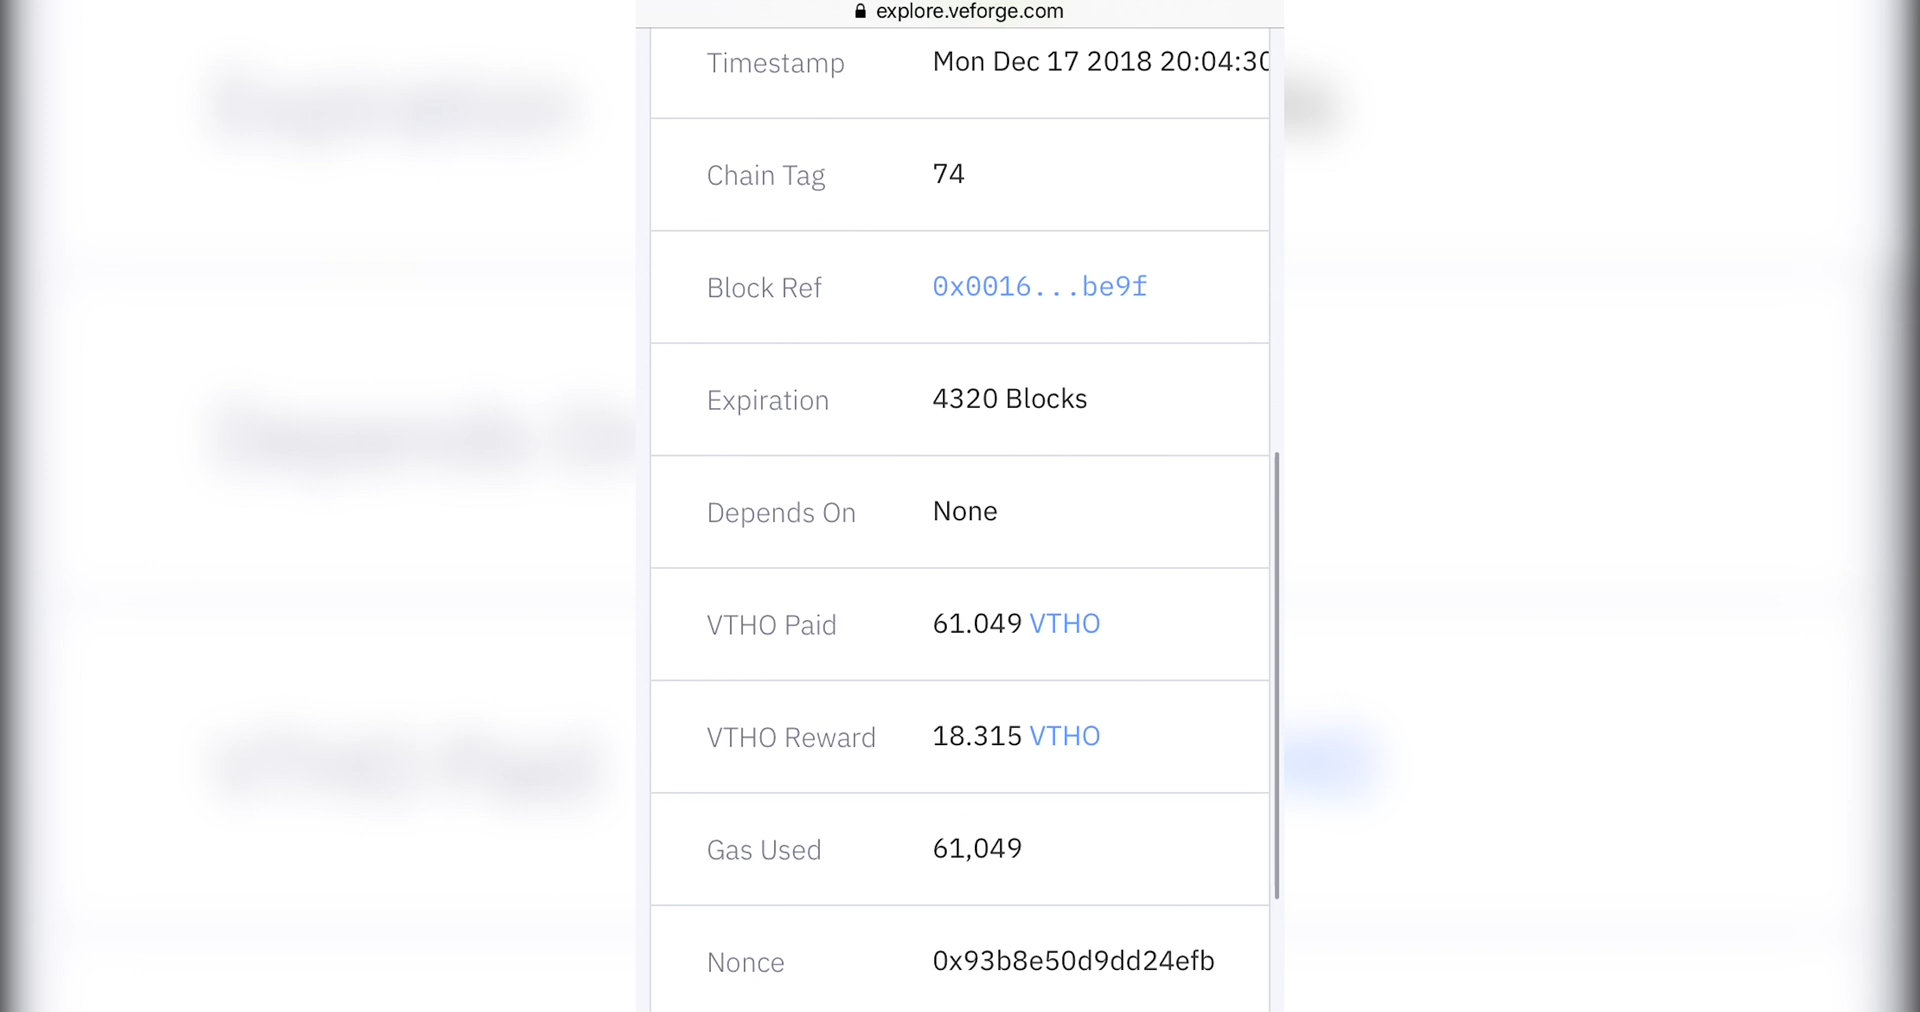 explore.veforge.com
Timestamp Mon Dec 17 2018 20:04:30
Chain Tag 74
Block Ref 0x0016...be9f
Expiration 4320 Blocks
Depends On None
VTHO Paid 61.049 VTHO
VTHO Reward 18.315 VTHO
Gas Used 61,049
Nonce 0x93b8e50d9dd24efb